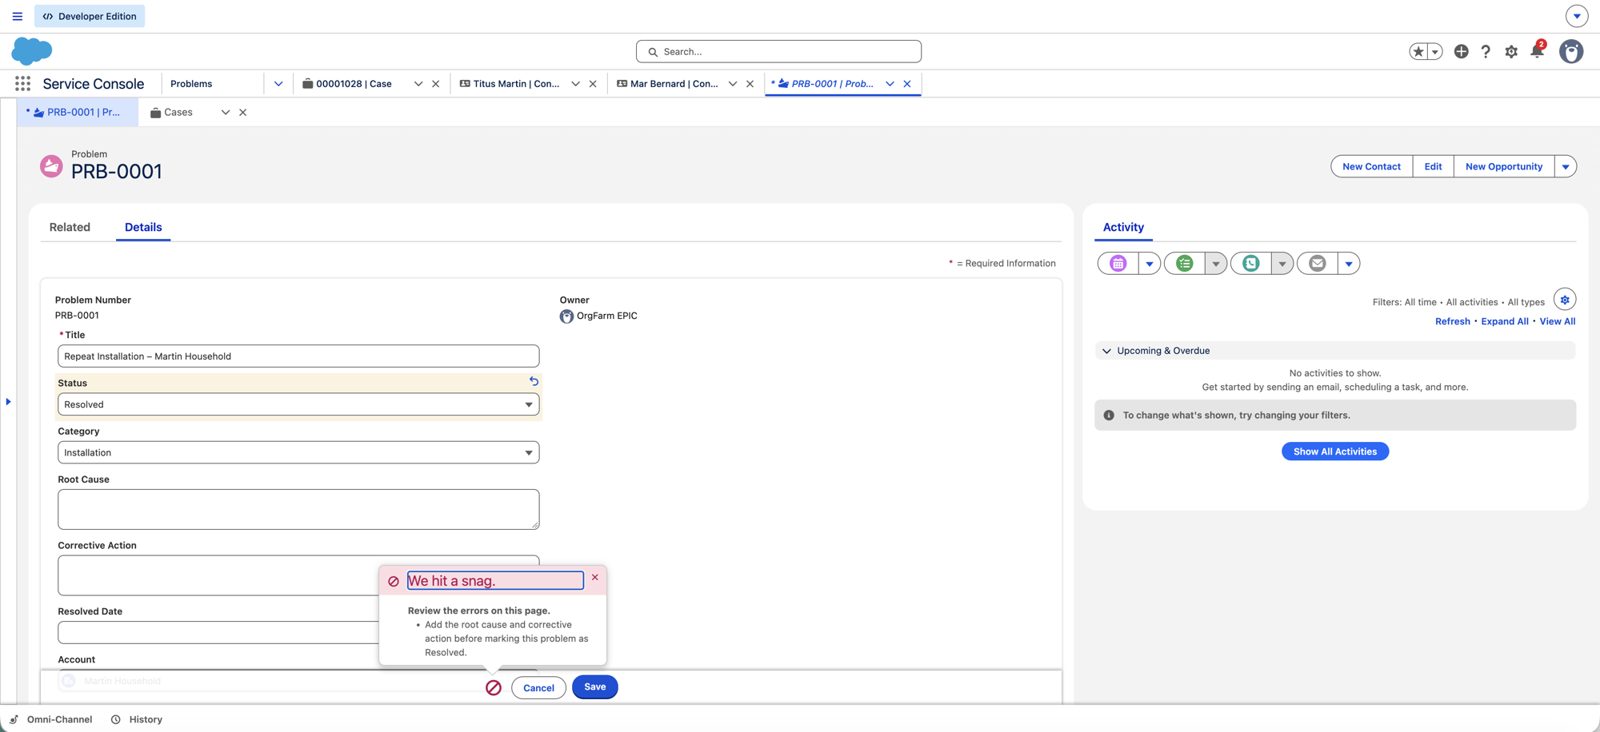 Developer Edition
Search...
2
Service Console
Problems
00001028 | Case
Titus Martin | Con...
Mar Bernard | Con...
* PRB-0001 | Prob...
* PRB-0001 | Pr...
Cases
Problem
PRB-0001
New Contact
Edit
New Opportunity
Related
Details
* = Required Information
Problem Number
PRB-0001
Owner
OrgFarm EPIC
* Title
Repeat Installation – Martin Household
Status
Resolved
Category
Installation
Root Cause
Corrective Action
Resolved Date
Account
Martin Household
We hit a snag.
Review the errors on this page.
• Add the root cause and corrective
action before marking this problem as
Resolved.
Cancel
Save
Activity
Filters: All time • All activities • All types
Refresh • Expand All • View All
Upcoming & Overdue
No activities to show.
Get started by sending an email, scheduling a task, and more.
To change what's shown, try changing your filters.
Show All Activities
Omni-Channel
History